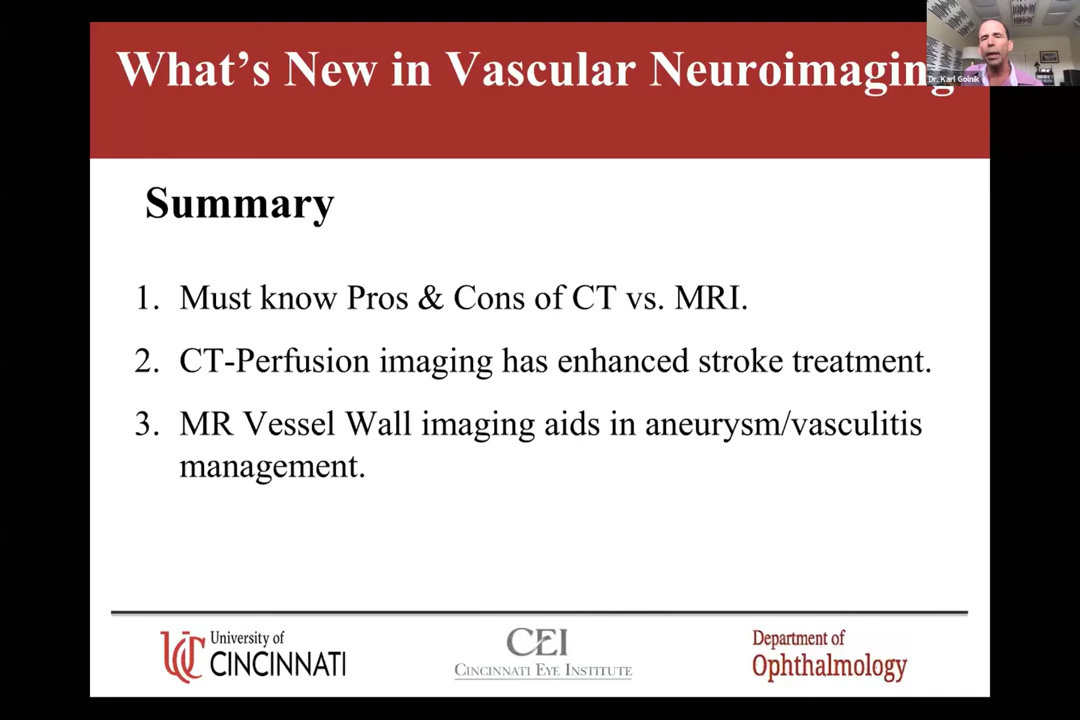 What's New in Vascular Neuroimaging
Dr. Karl Golnik
Summary
1. Must know Pros & Cons of CT vs. MRI.
2. CT-Perfusion imaging has enhanced stroke treatment.
3. MR Vessel Wall imaging aids in aneurysm/vasculitis
management.
UC University of
CINCINNATI
CEI
CINCINNATI EYE INSTITUTE
Department of
Ophthalmology